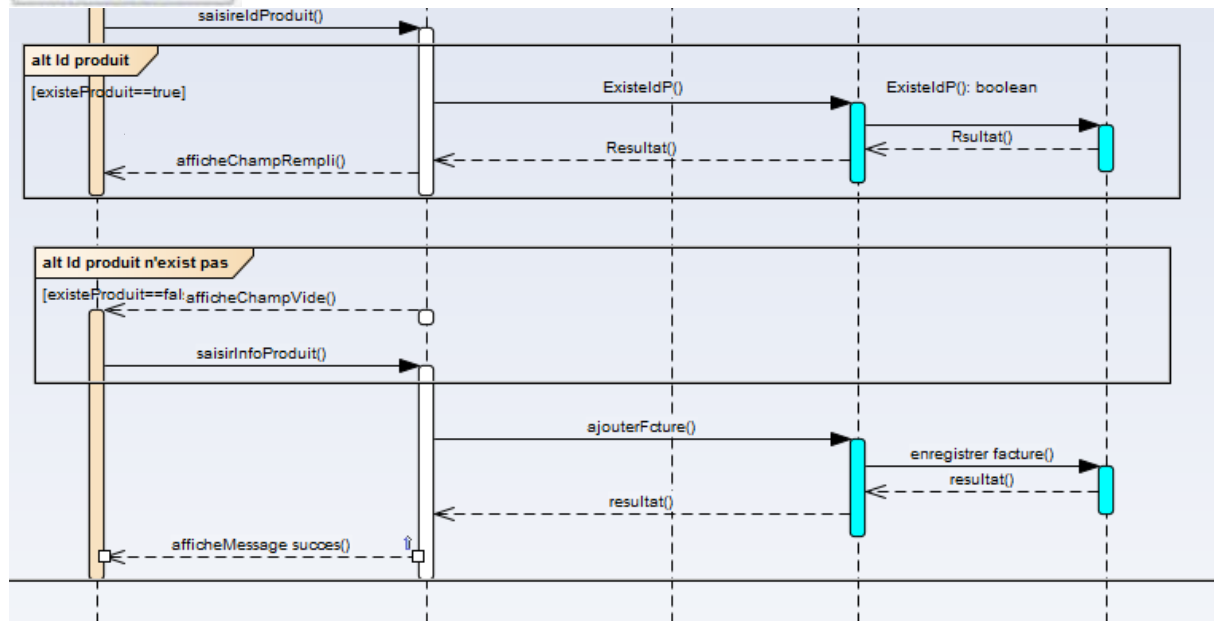 saisireIdProduit()
alt Id produit
[existeProduit==true]
ExisteIdP()
ExisteIdP(): boolean
Rsultat()
Resultat()
afficheChampRempli()
alt Id produit n'exist pas
[existeProduit==fal:
afficheChampVide()
saisirInfoProduit()
ajouterFcture()
enregistrer facture()
resultat()
resultat()
afficheMessage succes()